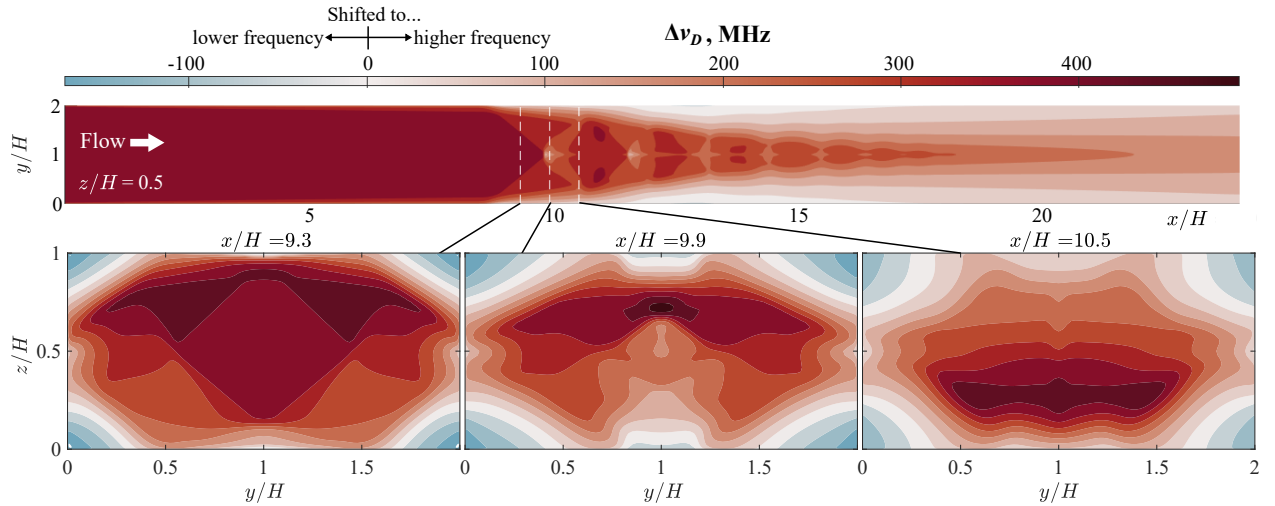 Shifted to...
lower frequency higher frequency
Δν_D, MHz
-100 0 100 200 300 400
2
1
0
y/H
Flow
z/H = 0.5
5 10 15 20 x/H
x/H =9.3 x/H =9.9 x/H =10.5
1
0.5
0
z/H
0 0.5 1 1.5 0 0.5 1 1.5 0 0.5 1 1.5 2
y/H y/H y/H